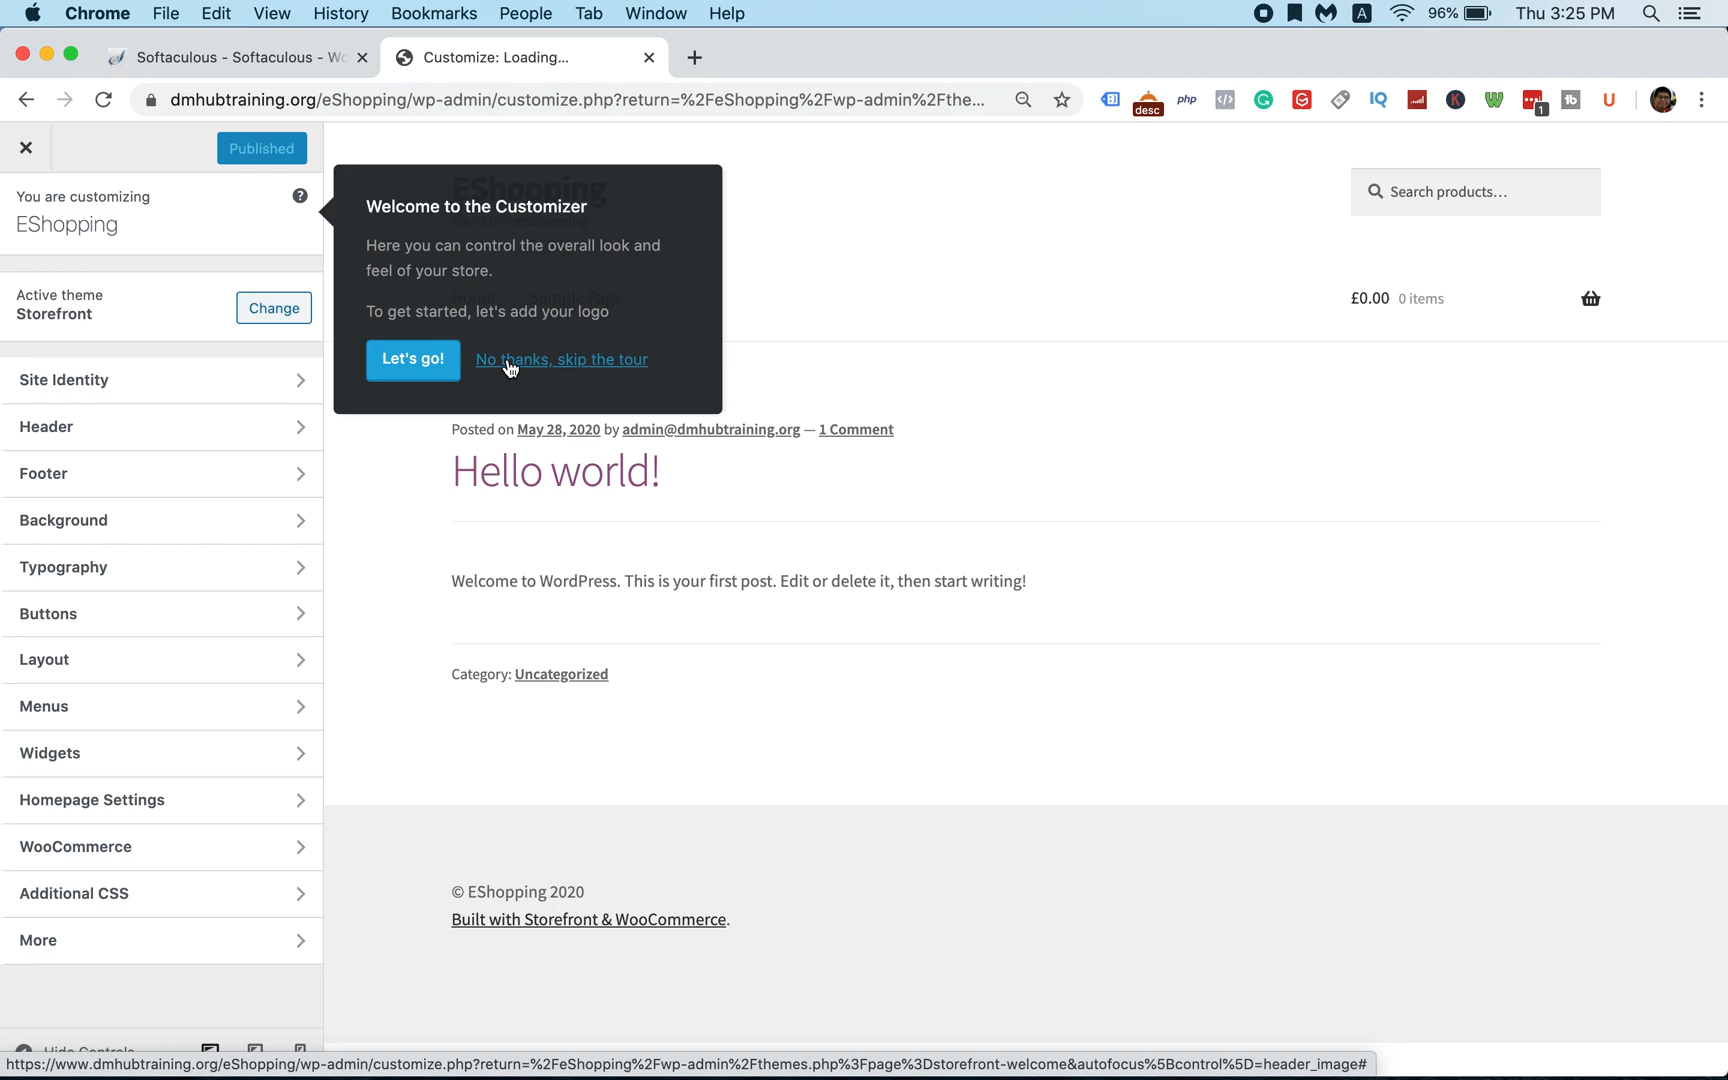 Chrome File Edit View History Bookmarks People Tab Window Help A 96% Thu 3:25 PM
Softaculous - Softaculous - Wo Customize: Loading...
dmhubtraining.org/eShopping/wp-admin/customize.php?return=%2FeShopping%2Fwp-admin%2Fthe... desc php IQ K W 1 tb U
Published
You are customizing
EShopping
Active theme
Storefront
Change
Site Identity
Header
Footer
Background
Typography
Buttons
Layout
Menus
Widgets
Homepage Settings
WooCommerce
Additional CSS
More
Hide Controls
EShopping
Welcome to the Customizer
Here you can control the overall look and
feel of your store.
Home Sample Page
To get started, let's add your logo
Let's go! No thanks, skip the tour
Search products...
£0.00 0 items
Posted on May 28, 2020 by admin@dmhubtraining.org — 1 Comment
Hello world!
Welcome to WordPress. This is your first post. Edit or delete it, then start writing!
Category: Uncategorized
© EShopping 2020
Built with Storefront & WooCommerce.
https://www.dmhubtraining.org/eShopping/wp-admin/customize.php?return=%2FeShopping%2Fwp-admin%2Fthemes.php%3Fpage%3Dstorefront-welcome&autofocus%5Bcontrol%5D=header_image#